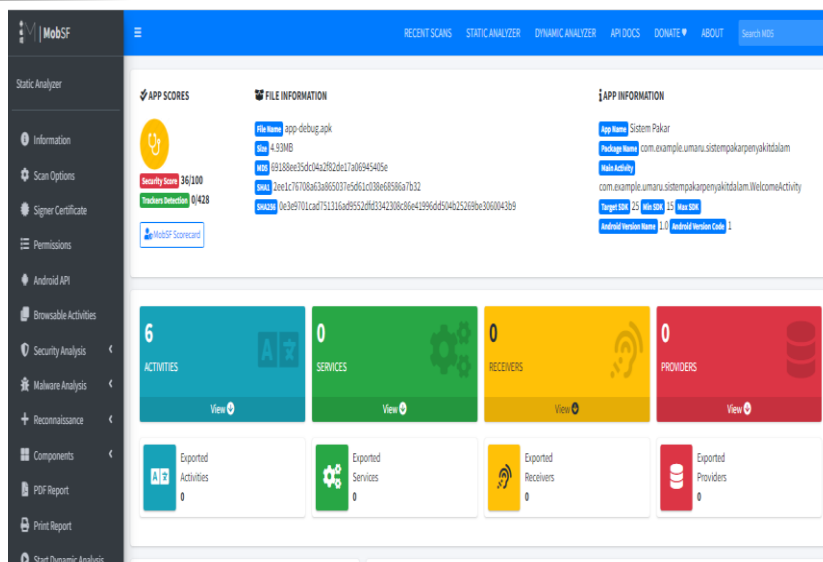 MobSF
RECENT SCANS STATIC ANALYZER DYNAMIC ANALYZER API DOCS DONATE ♥ ABOUT Search MD5
Static Analyzer
Information
Scan Options
Signer Certificate
Permissions
Android API
Browsable Activities
Security Analysis
Malware Analysis
Reconnaissance
Components
PDF Report
Print Report
Start Dynamic Analysis
APP SCORES
Security Score 36/100
Trackers Detection 0/428
MobSF Scorecard
FILE INFORMATION
File Name app-debug.apk
Size 4.93MB
MD5 69188ee35dc04a2f82de17a06945405e
SHA1 2ee1c76708a63a865037e5d61c038e68586a7b32
SHA256 0e3e9701cad751316ad9552dfd3342308c86e41996dd504b25269be3060043b9
APP INFORMATION
App Name Sistem Pakar
Package Name com.example.umaru.sistempakarpenyakitdalam
Main Activity
com.example.umaru.sistempakarpenyakitdalam.WelcomeActivity
Target SDK 25 Min SDK 15 Max SDK
Android Version Name 1.0 Android Version Code 1
6
ACTIVITIES
View
0
SERVICES
View
0
RECEIVERS
View
0
PROVIDERS
View
Exported
Activities
0
Exported
Services
0
Exported
Receivers
0
Exported
Providers
0